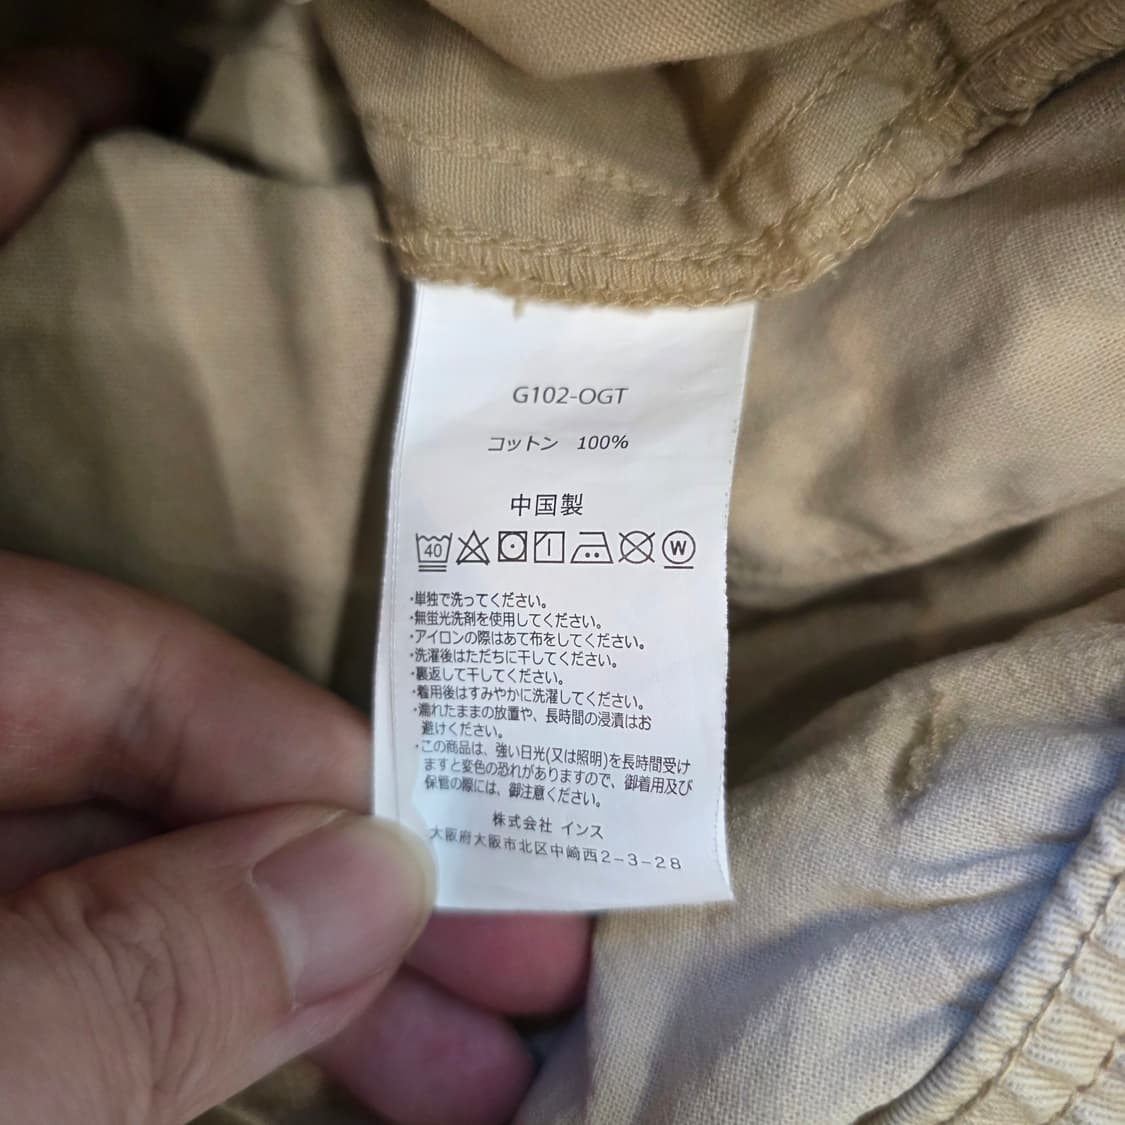 G102-OGT
コットン 100%
中国製
40
W
・単独で洗ってください。
・無蛍光洗剤を使用してください。
・アイロンの際はあて布をしてください。
・洗濯後はただちに干してください。
・裏返して干してください。
・着用後はすみやかに洗濯してください。
・濡れたままの放置や、長時間の浸漬はお
避けください。
・この商品は、強い日光(又は照明)を長時間受け
ますと変色の恐れがありますので、御着用及び
保管の際には、御注意ください。
株式会社 インス
大阪府大阪市北区中崎西2-3-28